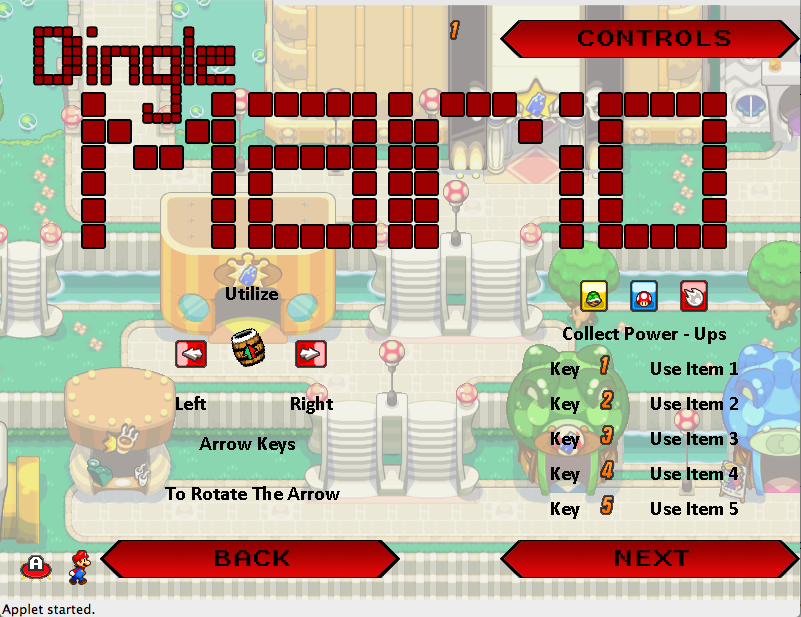 Dingle
Mario
1
CONTROLS
Utilize
Left
Right
Arrow Keys
To Rotate The Arrow
Collect Power - Ups
Key 1 Use Item 1
Key 2 Use Item 2
Key 3 Use Item 3
Key 4 Use Item 4
Key 5 Use Item 5
A
BACK
NEXT
Applet started.